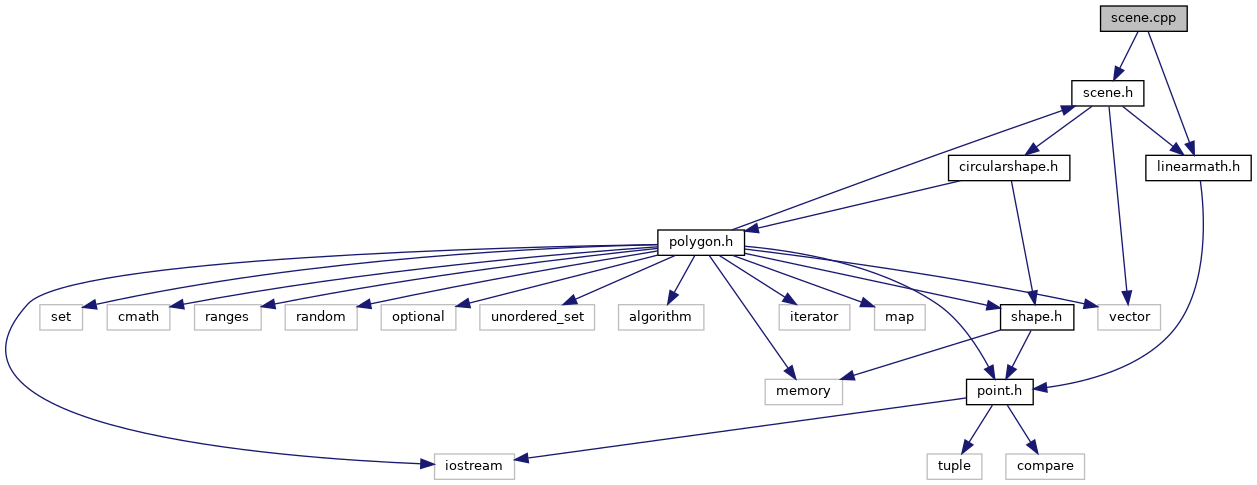 scene.cpp
scene.h
circularshape.h
linearmath.h
polygon.h
set
cmath
ranges
random
optional
unordered_set
algorithm
iterator
map
shape.h
vector
memory
point.h
iostream
tuple
compare